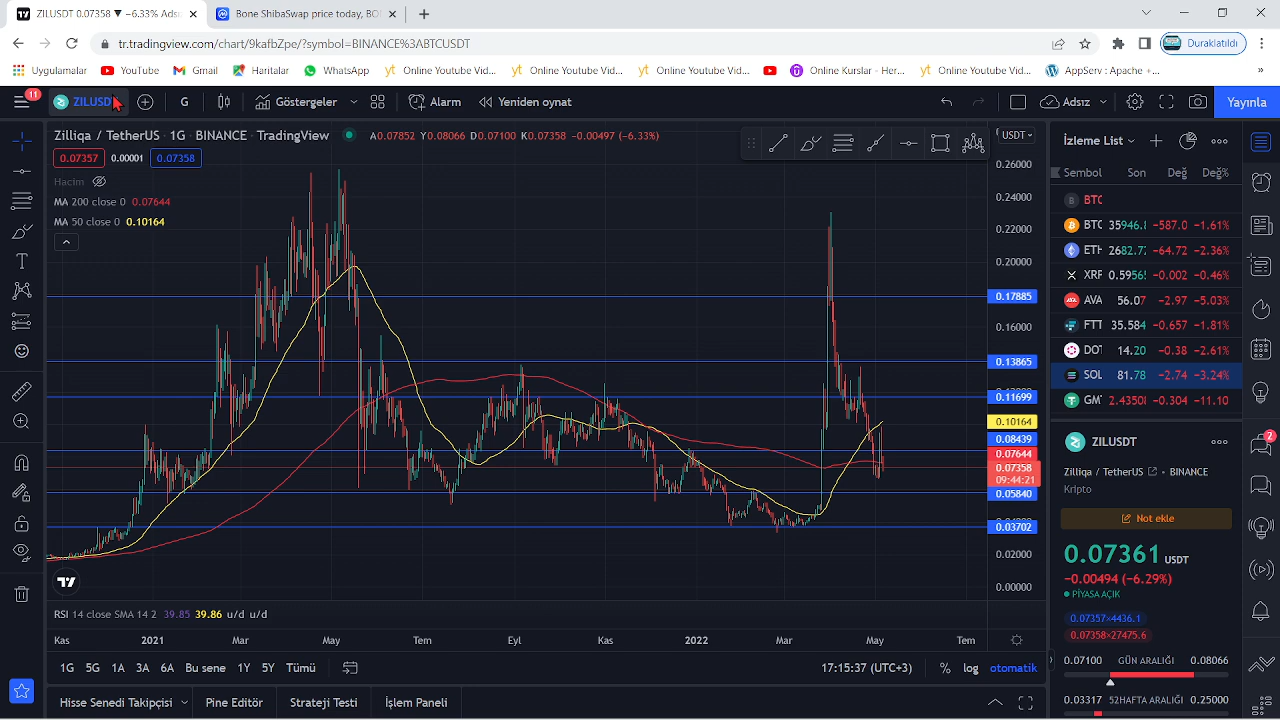 ZILUSDT 0.07358 ▼ −6.33% Adsı
Bone ShibaSwap price today, BO
tr.tradingview.com/chart/9kafbZpe/?symbol=BINANCE%3ABTCUSDT
Duraklatıldı
Uygulamalar
YouTube
Gmail
Haritalar
WhatsApp
yt Online Youtube Vid...
yt Online Youtube Vid...
yt Online Youtube Vid...
Online Kurslar - Her...
yt Online Youtube Vid...
AppServ : Apache +...
»
11
ZILUSD
G
Göstergeler
Alarm
Yeniden oynat
Adsız
Yayınla
Zilliqa / TetherUS · 1G · BINANCE · TradingView
A0.07852 Y0.08066 D0.07100 K0.07358 −0.00497 (−6.33%)
0.07357
0.00001
0.07358
Hacim
MA 200 close 0 0.07644
MA 50 close 0 0.10164
USDT
0.26000
0.24000
0.22000
0.20000
0.17885
0.16000
0.13865
0.11699
0.10164
0.08439
0.07644
0.07358
09:44:21
0.05840
0.03702
0.02000
0.00000
RSI 14 close SMA 14 2 39.85 39.86 u/d u/d
Kas
2021
Mar
May
Tem
Eyl
Kas
2022
Mar
May
Tem
1G 5G 1A 3A 6A Bu sene 1Y 5Y Tümü
17:15:37 (UTC+3)
%
log
otomatik
Hisse Senedi Takipçisi
Pine Editör
Strateji Testi
İşlem Paneli
İzleme List
Sembol Son Değ Değ%
BTC
BTC 35946.8 −587.0 −1.61%
ETH 2682.72 −64.72 −2.36%
XRP 0.5956 −0.002 −0.46%
AVA 56.07 −2.97 −5.03%
FTT 35.584 −0.657 −1.81%
DOT 14.20 −0.38 −2.61%
SOL 81.78 −2.74 −3.24%
GMT 2.43508 −0.304 −11.10
ZILUSDT
Zilliqa / TetherUS · BINANCE
Kripto
Not ekle
0.07361 USDT
−0.00494 (−6.29%)
PİYASA AÇIK
0.07357×4436.1
0.07358×27475.6
0.07100 GÜN ARALIĞI 0.08066
0.03317 52HAFTA ARALIĞI 0.25000
2